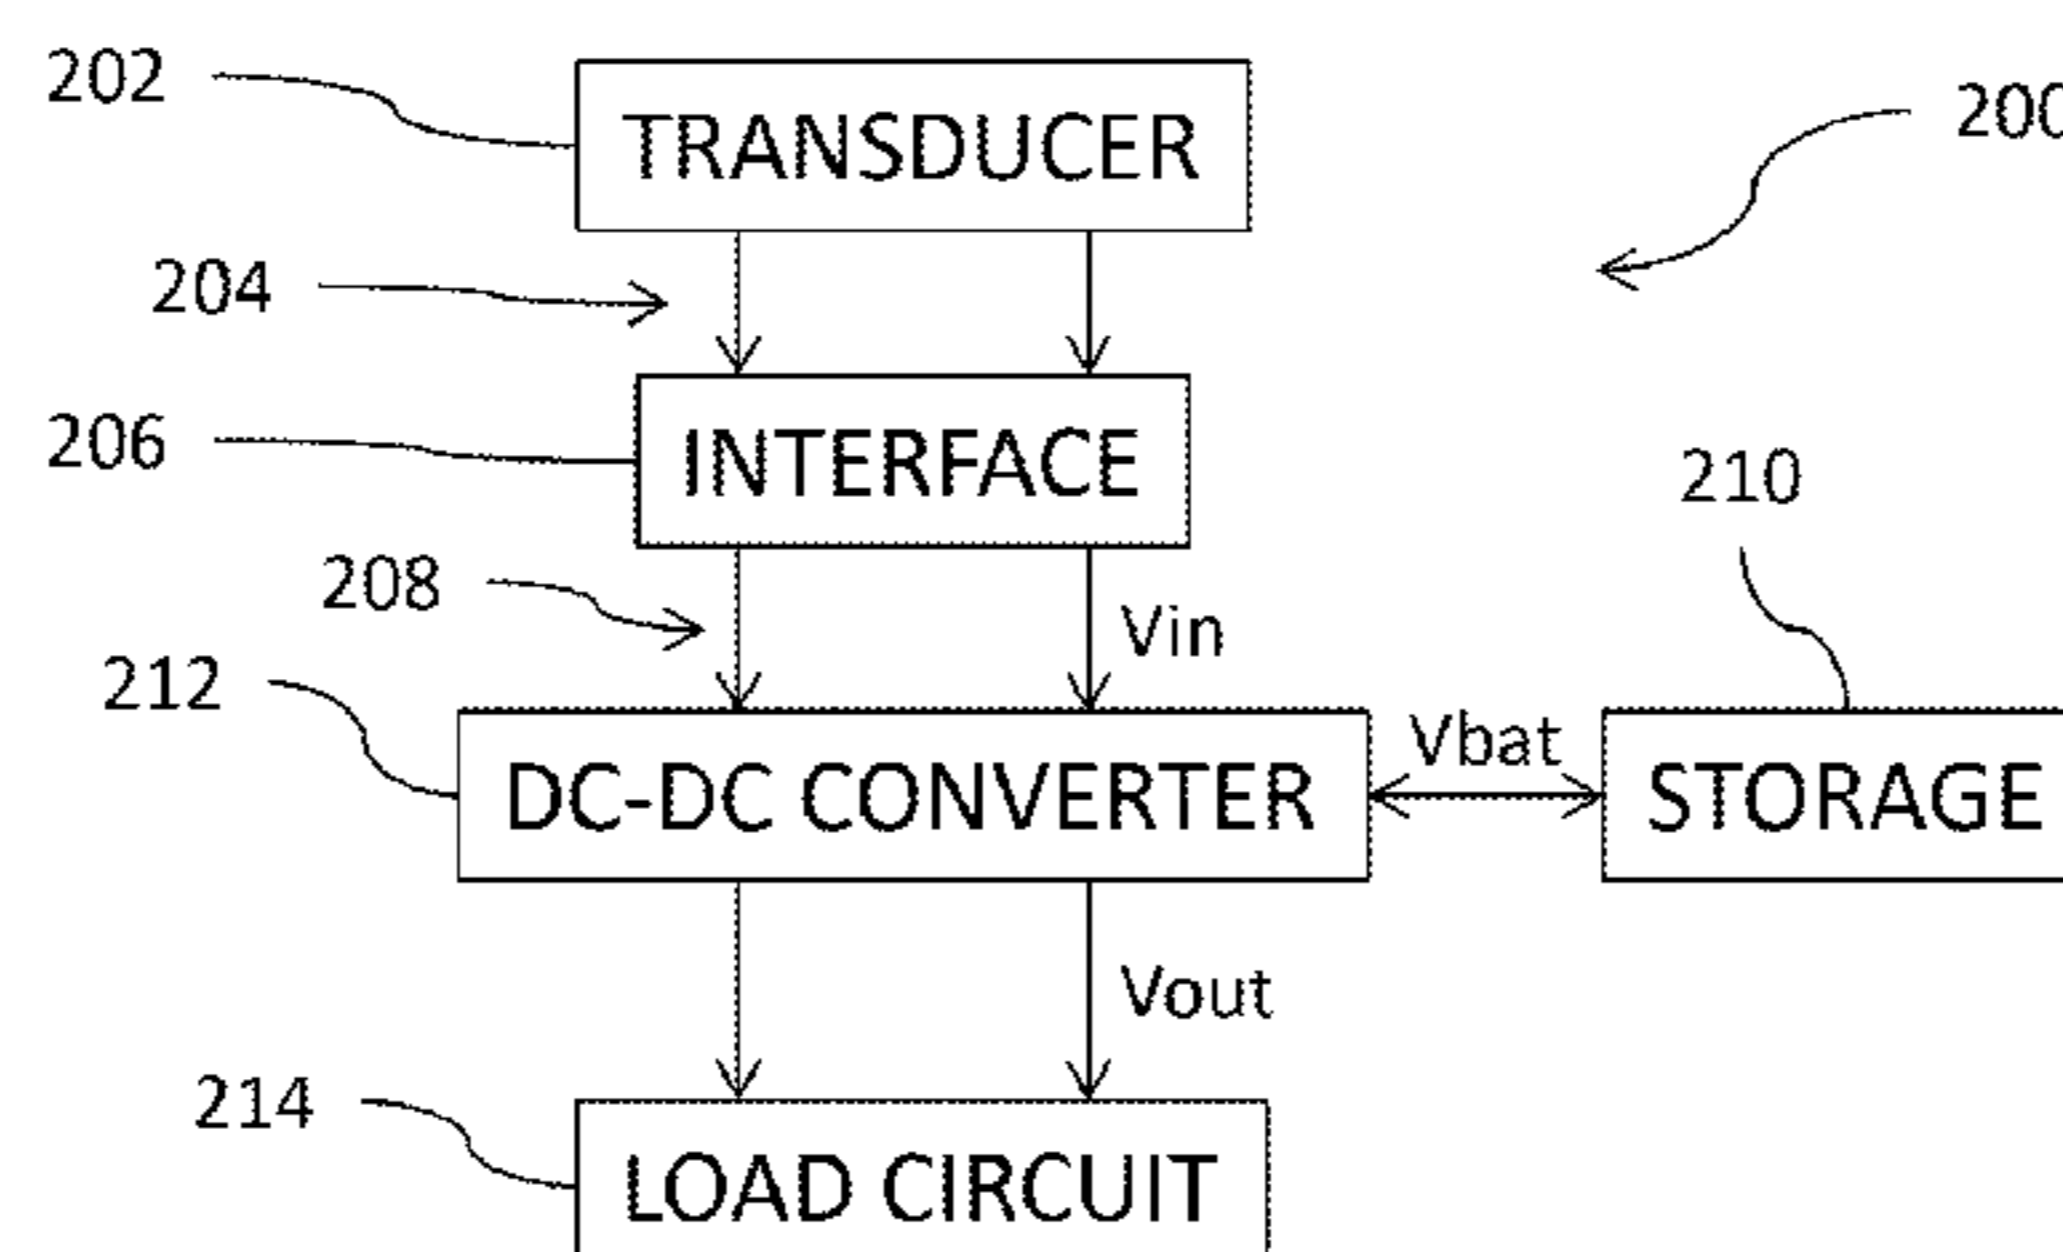 202
TRANSDUCER
200
204
206
INTERFACE
210
208
Vin
212
Vbat
DC-DC CONVERTER
STORAGE
Vout
214
LOAD CIRCUIT